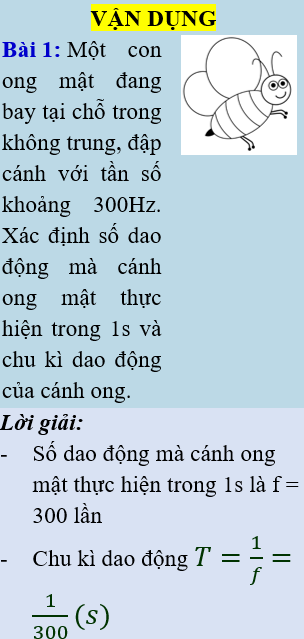 VẬN DỤNG
Bài 1: Một con
ong mật đang
bay tại chỗ trong
không trung, đập
cánh với tần số
khoảng 300Hz.
Xác định số dao
động mà cánh
ong mật thực
hiện trong 1s và
chu kì dao động
của cánh ong.
Lời giải:
- Số dao động mà cánh ong
mật thực hiện trong 1s là f =
300 lần
- Chu kì dao động T = 1/f =
1/300 (s)